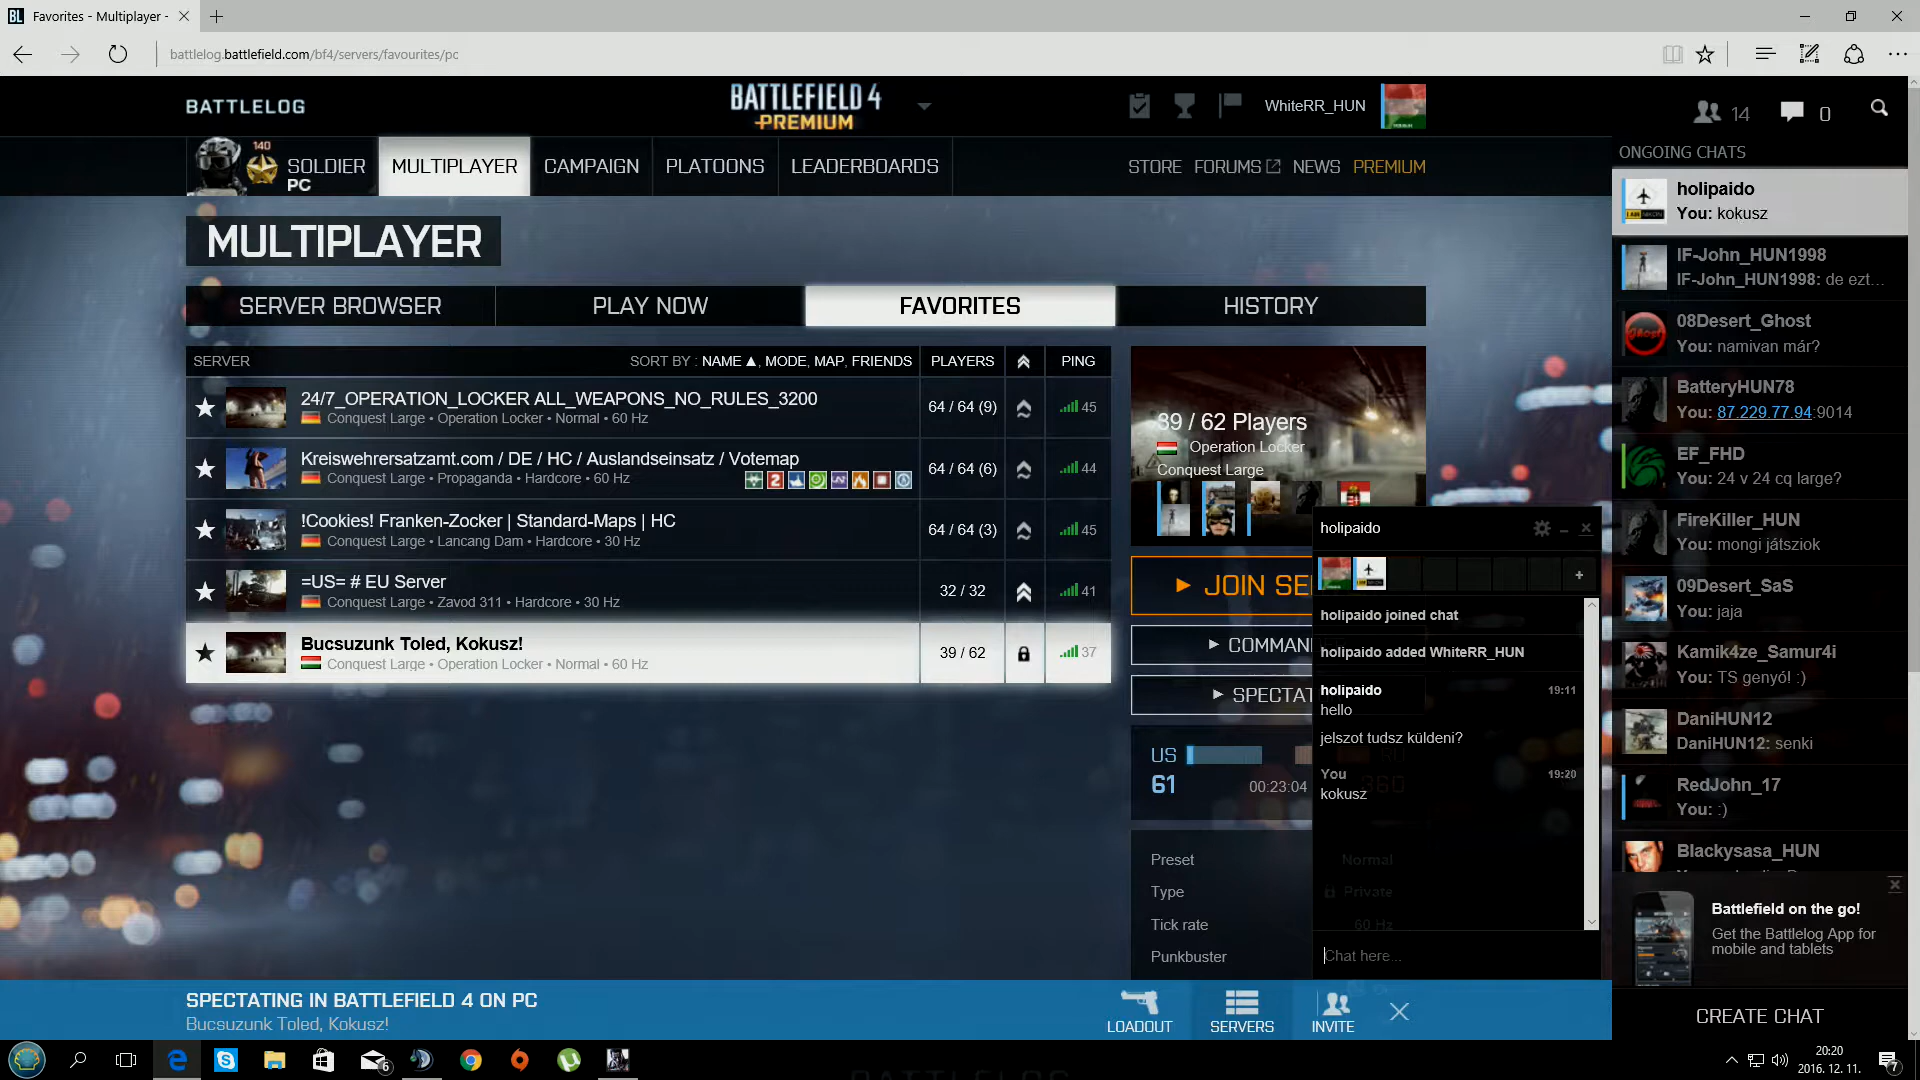 BL Favorites - Multiplayer -
battlelog.battlefield.com/bf4/servers/favourites/pc
BATTLELOG
BATTLEFIELD 4
PREMIUM
WhiteRR_HUN
14
0
140
SOLDIER
PC
MULTIPLAYER
CAMPAIGN
PLATOONS
LEADERBOARDS
STORE
FORUMS
NEWS
PREMIUM
MULTIPLAYER
SERVER BROWSER
PLAY NOW
FAVORITES
HISTORY
SERVER
SORT BY : NAME ▲, MODE, MAP, FRIENDS
PLAYERS
PING
24/7_OPERATION_LOCKER ALL_WEAPONS_NO_RULES_3200
Conquest Large • Operation Locker • Normal • 60 Hz
64 / 64 (9)
45
Kreiswehrersatzamt.com / DE / HC / Auslandseinsatz / Votemap
Conquest Large • Propaganda • Hardcore • 60 Hz
2
64 / 64 (6)
44
!Cookies! Franken-Zocker | Standard-Maps | HC
Conquest Large • Lancang Dam • Hardcore • 30 Hz
64 / 64 (3)
45
=US= # EU Server
Conquest Large • Zavod 311 • Hardcore • 30 Hz
32 / 32
41
Bucsuzunk Toled, Kokusz!
Conquest Large • Operation Locker • Normal • 60 Hz
39 / 62
37
39 / 62 Players
Operation Locker
Conquest Large
JOIN SE
COMMAN
SPECTAT
US
61
00:23:04
Preset
Normal
Type
Private
Tick rate
60 Hz
Punkbuster
holipaido
+
holipaido joined chat
holipaido added WhiteRR_HUN
holipaido
19:11
hello
jelszot tudsz küldeni?
You
19:20
kokusz
Chat here...
ONGOING CHATS
holipaido
You: kokusz
IF-John_HUN1998
IF-John_HUN1998: de ezt...
08Desert_Ghost
You: namivan már?
BatteryHUN78
You: 87.229.77.94:9014
EF_FHD
You: 24 v 24 cq large?
FireKiller_HUN
You: mongi játsziok
09Desert_SaS
You: jaja
Kamik4ze_Samur4i
You: TS genyó! :)
DaniHUN12
DaniHUN12: senki
RedJohn_17
You: :)
Blackysasa_HUN
Battlefield on the go!
Get the Battlelog App for
mobile and tablets
CREATE CHAT
SPECTATING IN BATTLEFIELD 4 ON PC
Bucsuzunk Toled, Kokusz!
LOADOUT
SERVERS
INVITE
6
20:20
2016. 12. 11.
7